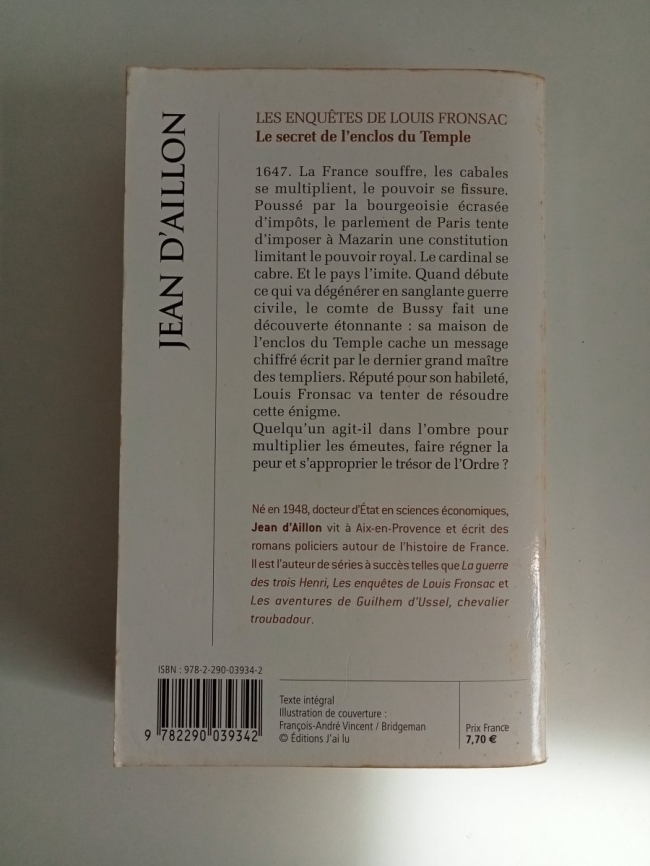 JEAN D'AILLON
LES ENQUÊTES DE LOUIS FRONSAC
Le secret de l'enclos du Temple
1647. La France souffre, les cabales
se multiplient, le pouvoir se fissure.
Poussé par la bourgeoisie écrasée
d'impôts, le parlement de Paris tente
d'imposer à Mazarin une constitution
limitant le pouvoir royal. Le cardinal se
cabre. Et le pays l'imite. Quand débute
ce qui va dégénérer en sanglante guerre
civile, le comte de Bussy fait une
découverte étonnante : sa maison de
l'enclos du Temple cache un message
chiffré écrit par le dernier grand maître
des templiers. Réputé pour son habileté,
Louis Fronsac va tenter de résoudre
cette énigme.
Quelqu'un agit-il dans l'ombre pour
multiplier les émeutes, faire régner la
peur et s'approprier le trésor de l'Ordre ?
Né en 1948, docteur d'État en sciences économiques,
Jean d'Aillon vit à Aix-en-Provence et écrit des
romans policiers autour de l'histoire de France.
Il est l'auteur de séries à succès telles que La guerre
des trois Henri, Les enquêtes de Louis Fronsac et
Les aventures de Guilhem d'Ussel, chevalier
troubadour.
ISBN : 978-2-290-03934-2
9 782290 039342
Texte intégral
Illustration de couverture :
François-André Vincent / Bridgeman
© Éditions J'ai lu
Prix France
7,70 €